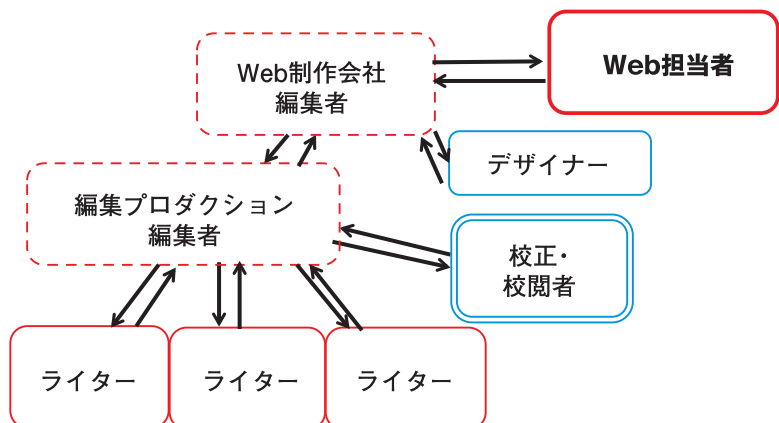 Web制作会社
編集者
Web担当者
デザイナー
編集プロダクション
編集者
校正・
校閲者
ライター
ライター
ライター